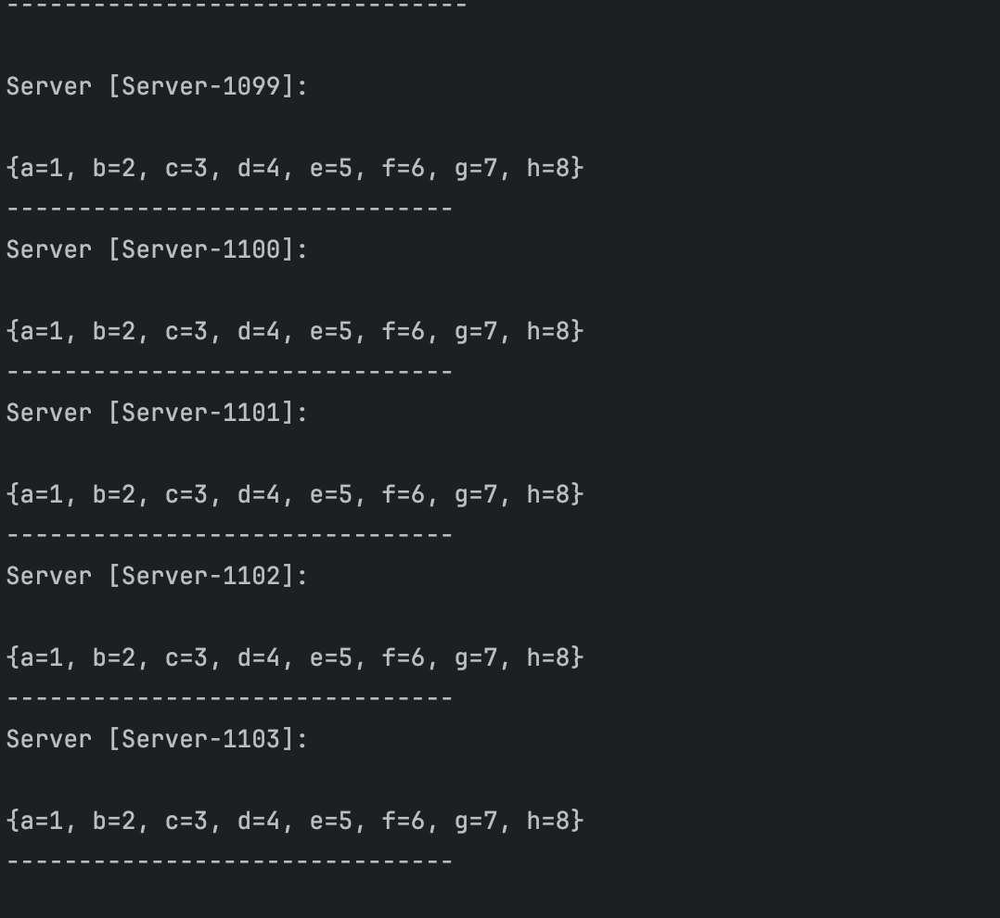 --------------------------------
Server [Server-1099]:
{a=1, b=2, c=3, d=4, e=5, f=6, g=7, h=8}
-------------------------------
Server [Server-1100]:
{a=1, b=2, c=3, d=4, e=5, f=6, g=7, h=8}
-------------------------------
Server [Server-1101]:
{a=1, b=2, c=3, d=4, e=5, f=6, g=7, h=8}
-------------------------------
Server [Server-1102]:
{a=1, b=2, c=3, d=4, e=5, f=6, g=7, h=8}
-------------------------------
Server [Server-1103]:
{a=1, b=2, c=3, d=4, e=5, f=6, g=7, h=8}
-------------------------------